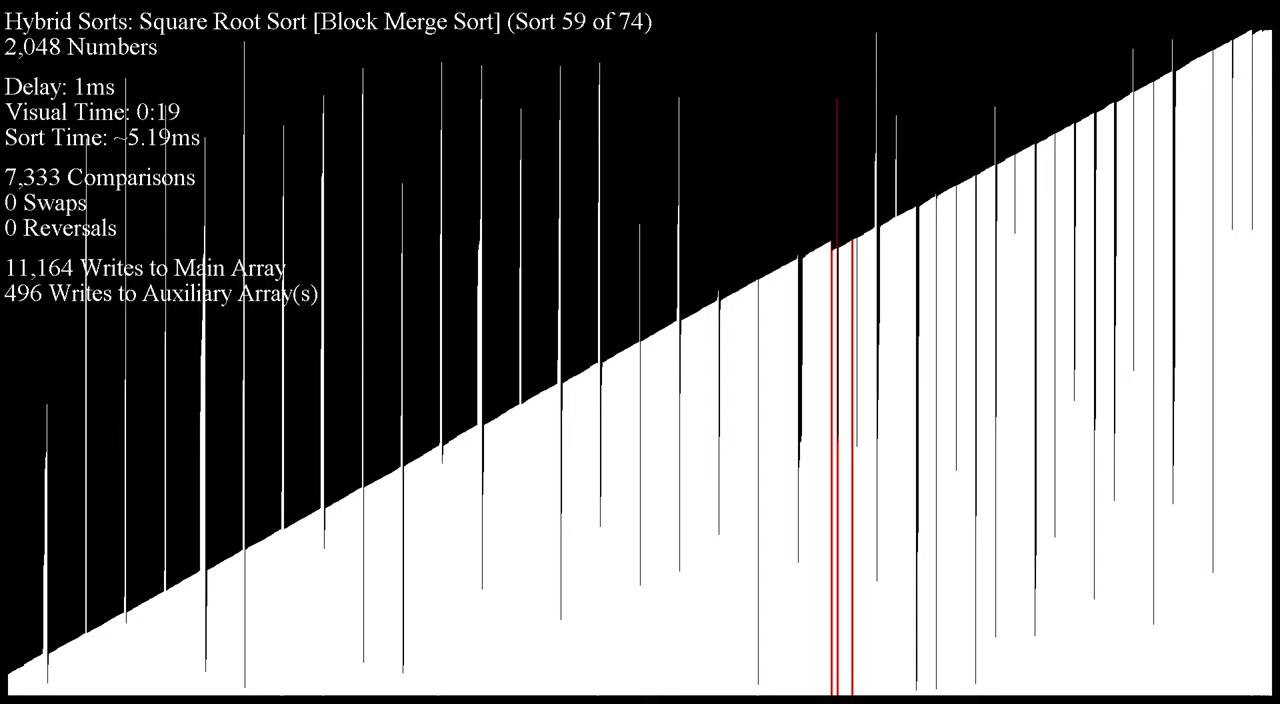 Hybrid Sorts: Square Root Sort [Block Merge Sort] (Sort 59 of 74)
2,048 Numbers
Delay: 1ms
Visual Time: 0:19
Sort Time: ~5.19ms
7,333 Comparisons
0 Swaps
0 Reversals
11,164 Writes to Main Array
496 Writes to Auxiliary Array(s)